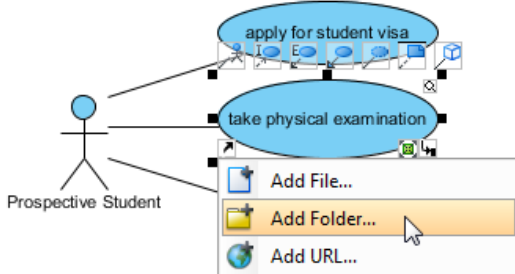 apply for student visa
take physical examination
Prospective Student
Add File...
Add Folder...
Add URL...